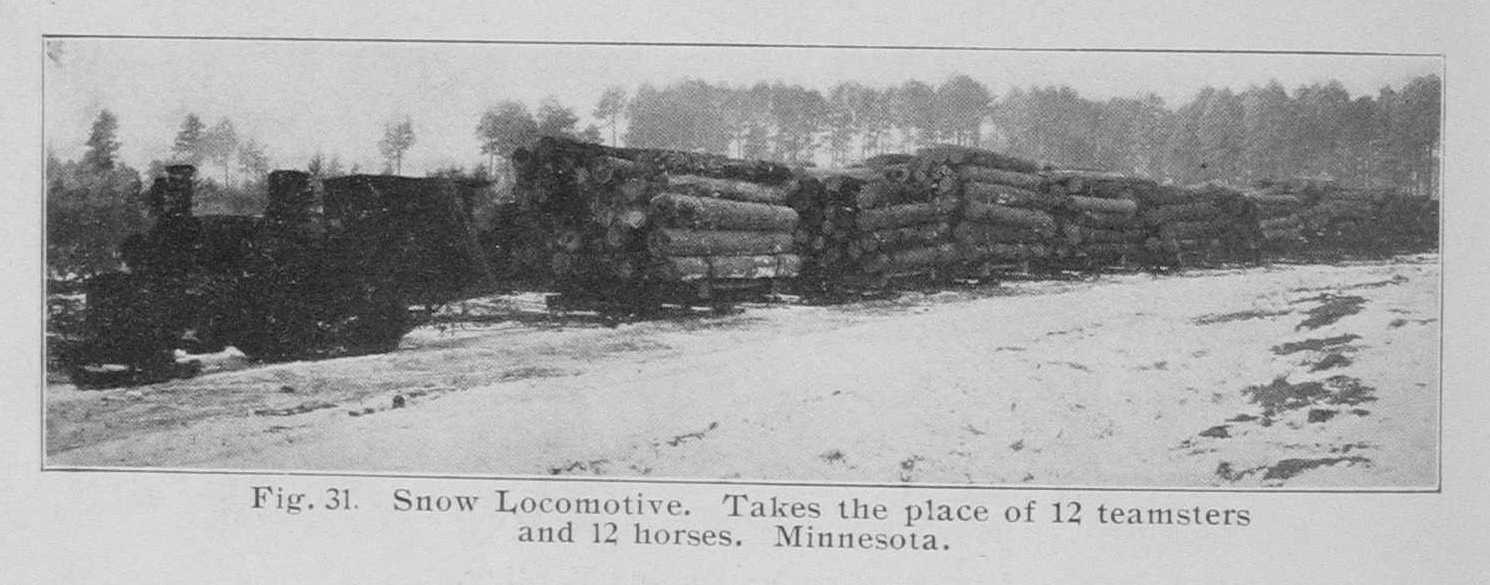 Fig. 31. Snow Locomotive. Takes the place of 12 teamsters
and 12 horses. Minnesota.